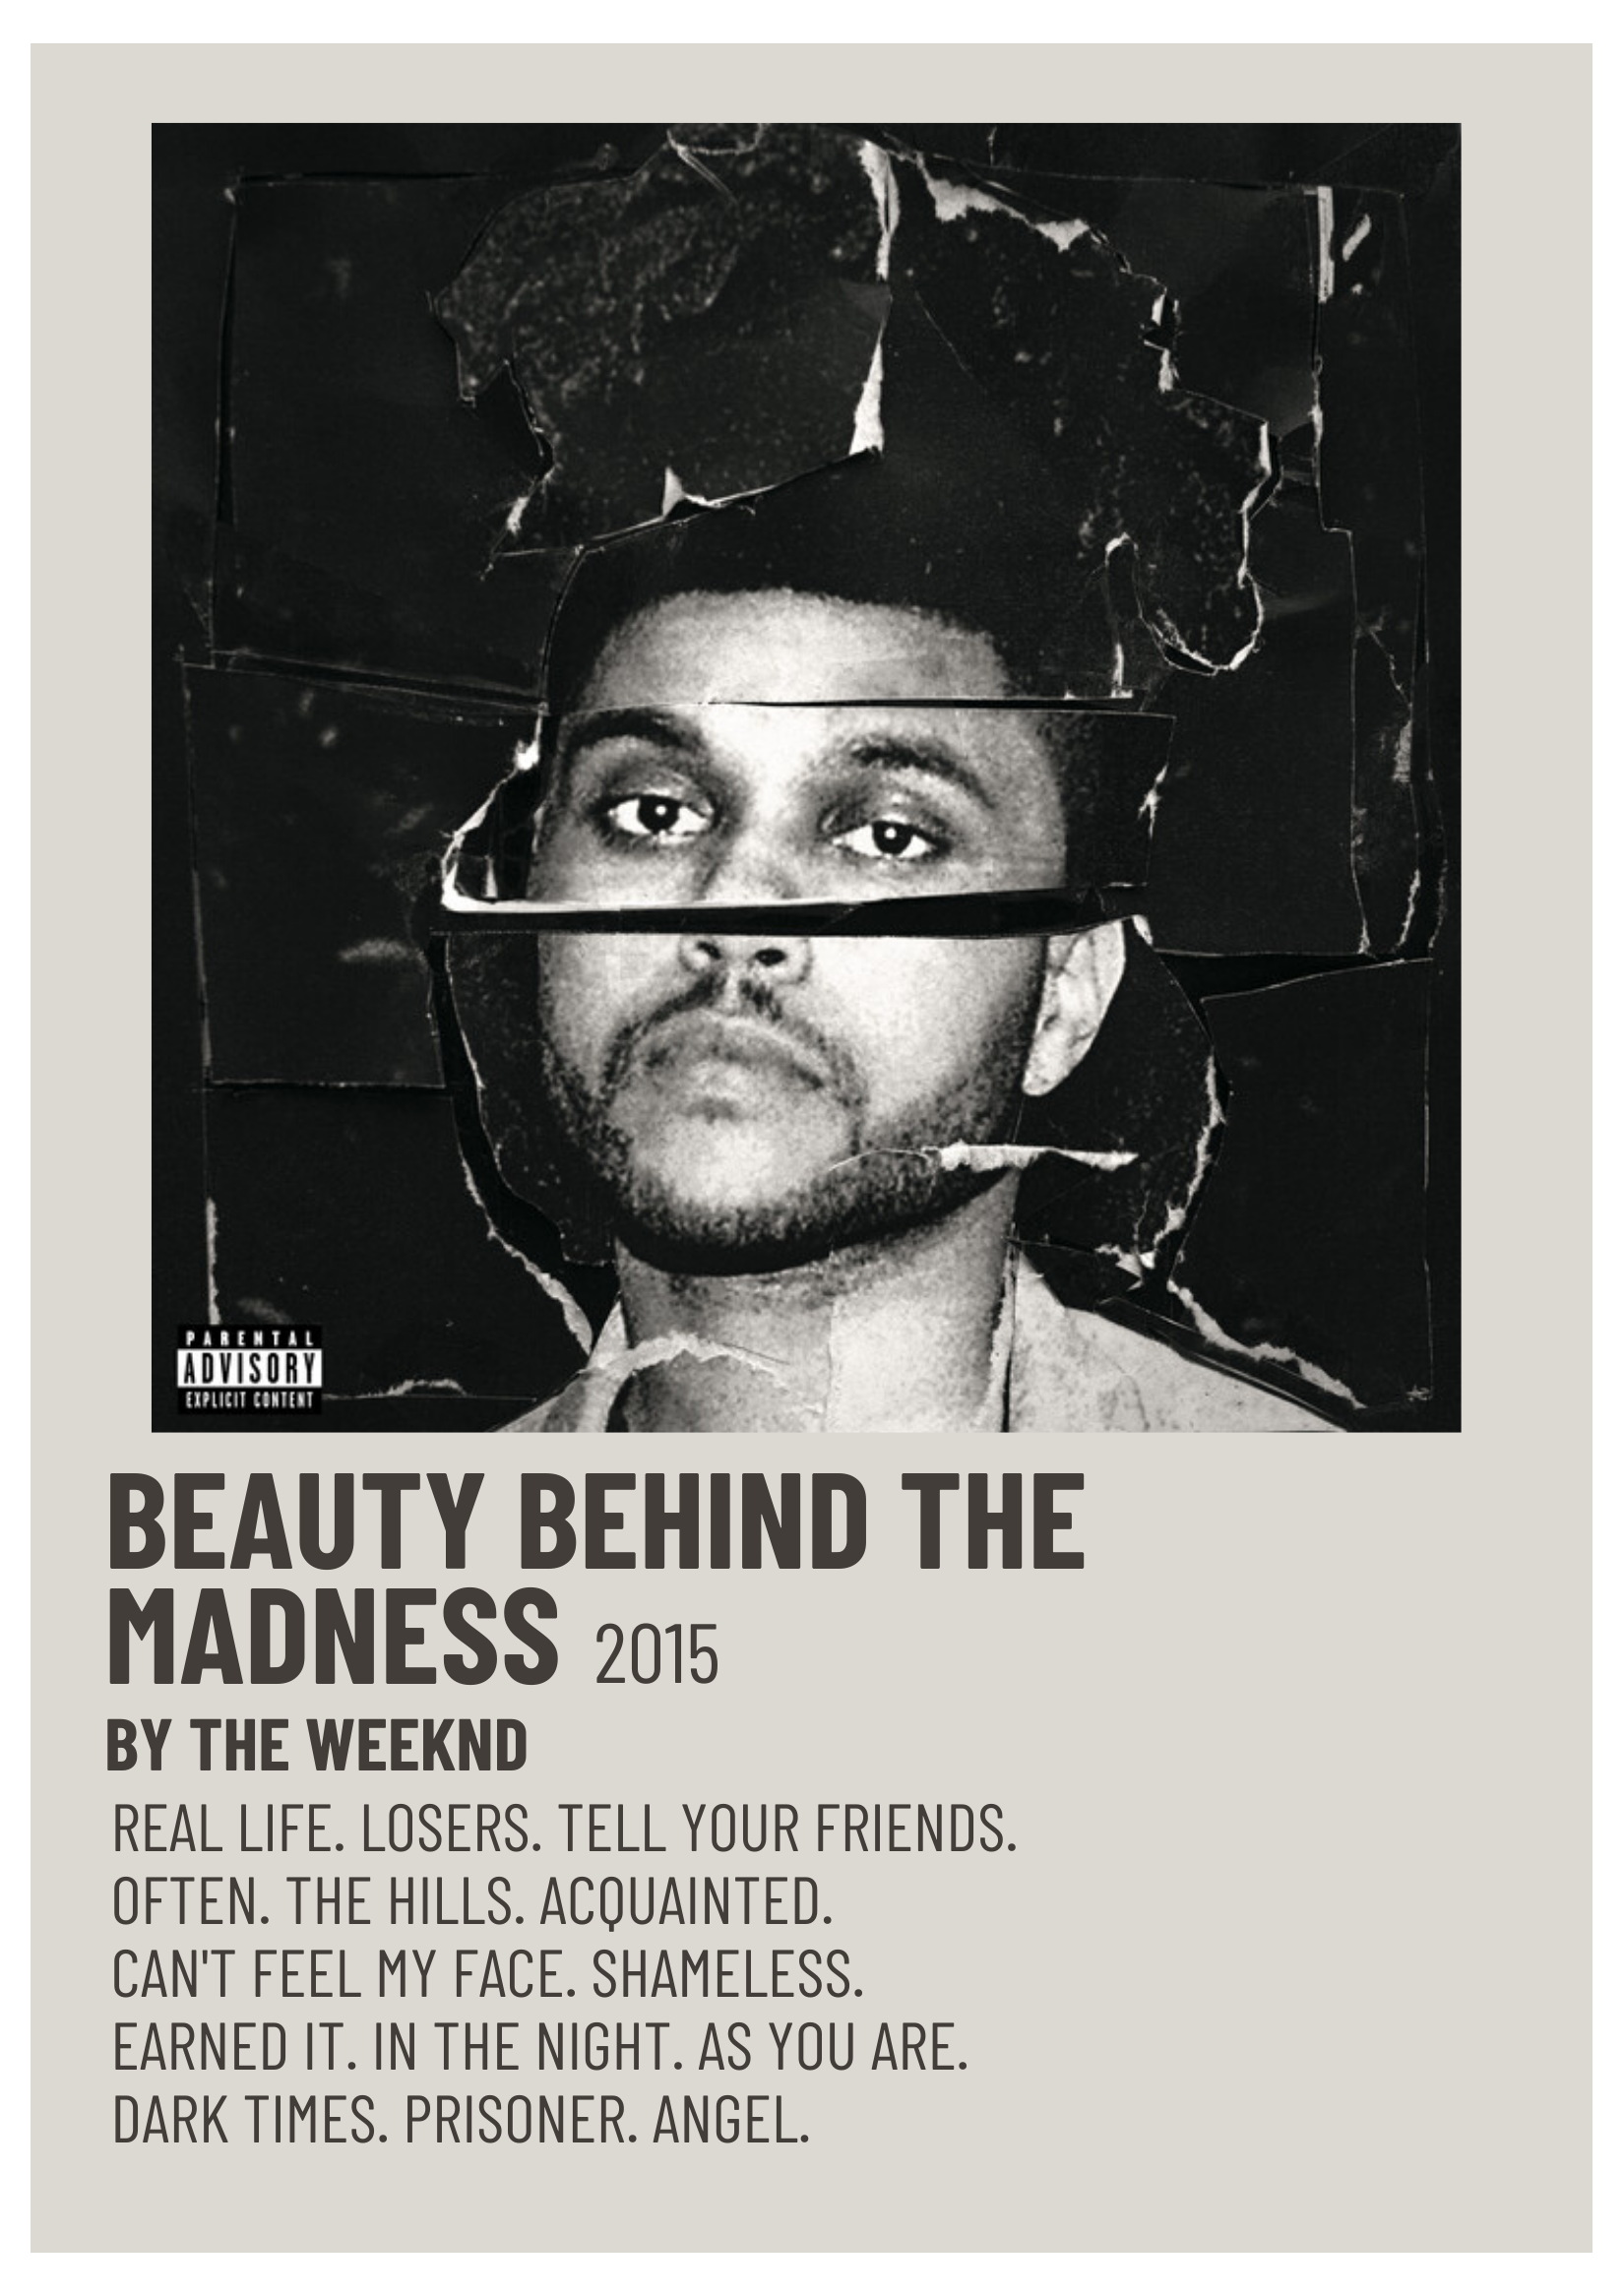 PARENTAL
ADVISORY
EXPLICIT CONTENT
BEAUTY BEHIND THE
MADNESS 2015
BY THE WEEKND
REAL LIFE. LOSERS. TELL YOUR FRIENDS.
OFTEN. THE HILLS. ACQUAINTED.
CAN'T FEEL MY FACE. SHAMELESS.
EARNED IT. IN THE NIGHT. AS YOU ARE.
DARK TIMES. PRISONER. ANGEL.